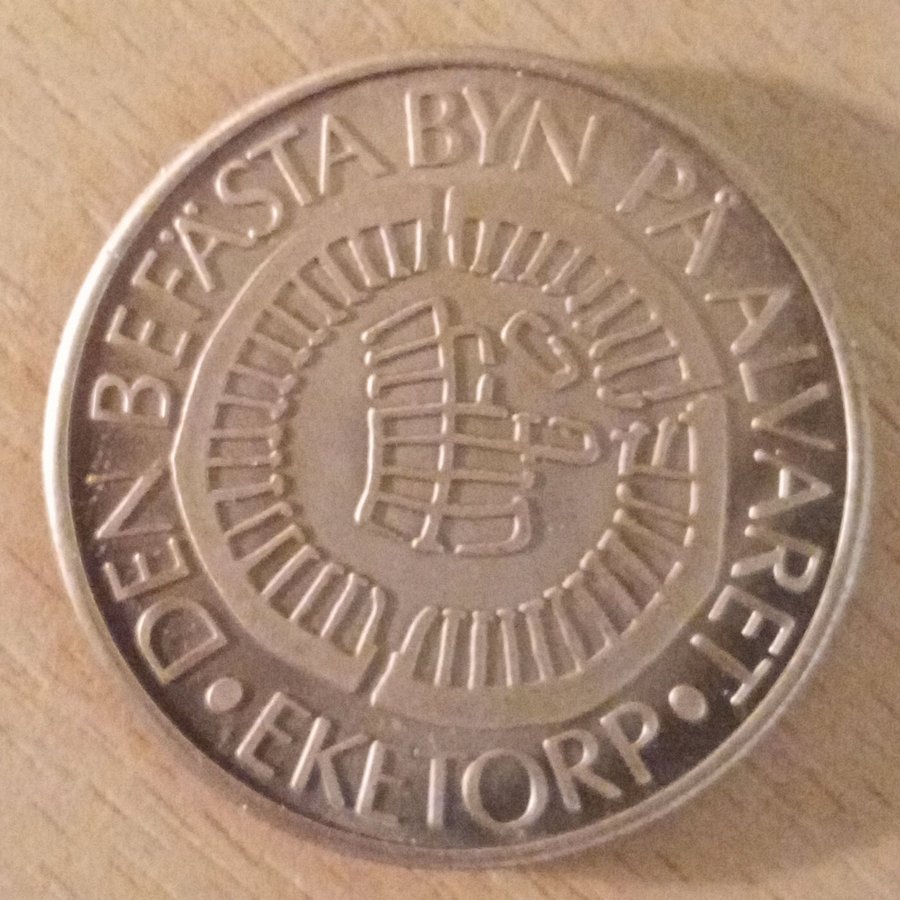 DEN BEFÄSTA BYN PÅ ALVARET
• EKETORP •